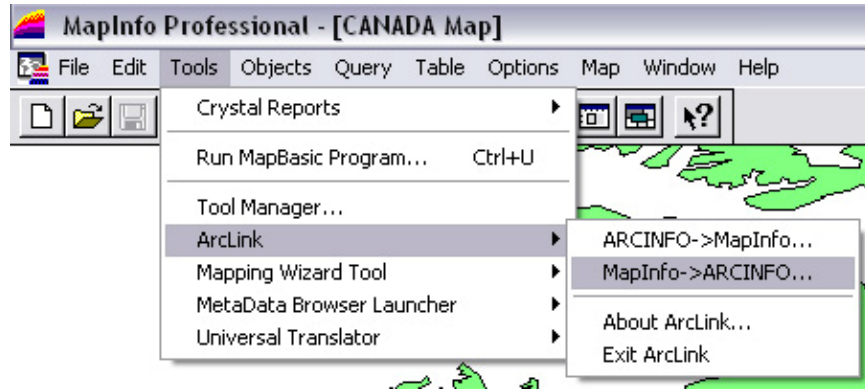 MapInfo Professional - [CANADA Map]
File Edit Tools Objects Query Table Options Map Window Help
Crystal Reports
Run MapBasic Program... Ctrl+U
Tool Manager...
ArcLink
Mapping Wizard Tool
MetaData Browser Launcher
Universal Translator
ARCINFO->MapInfo...
MapInfo->ARCINFO...
About ArcLink...
Exit ArcLink